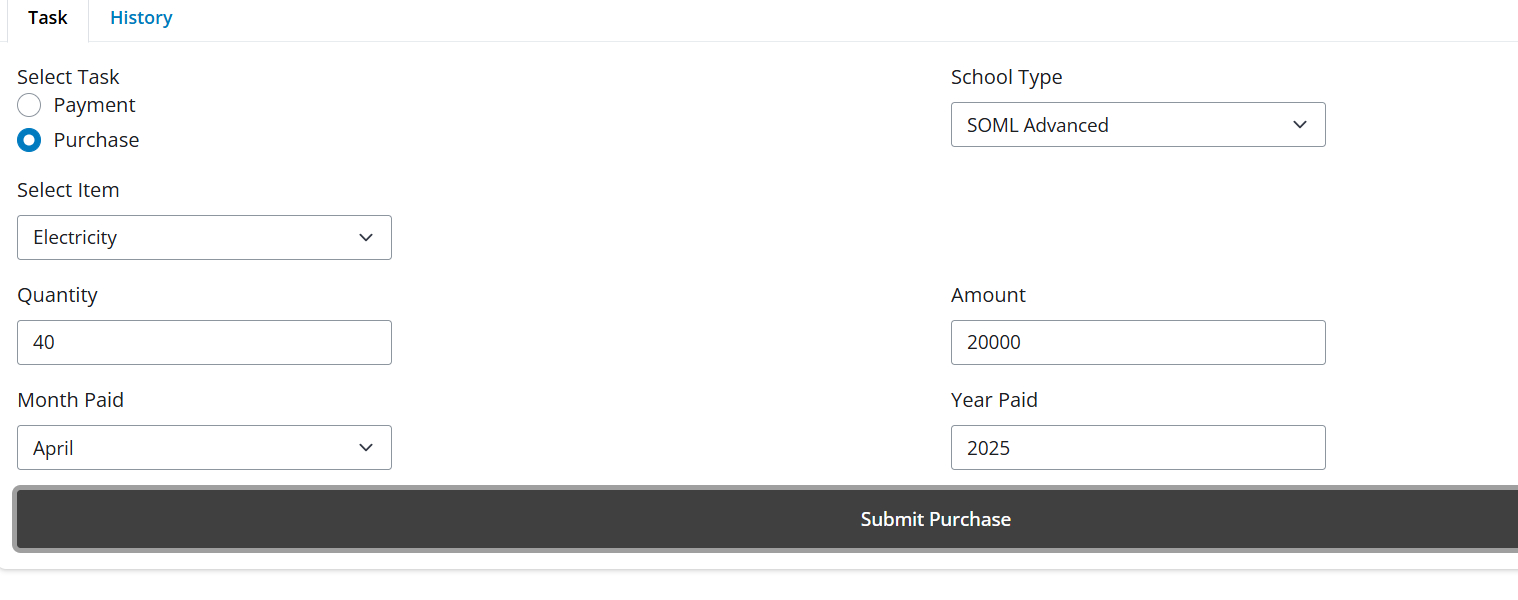 Task History
Select Task
Payment
Purchase
School Type
SOML Advanced
Select Item
Electricity
Quantity
40
Amount
20000
Month Paid
April
Year Paid
2025
Submit Purchase